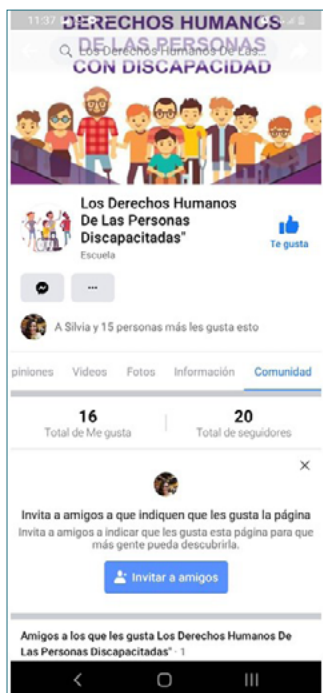 11:37
DERECHOS HUMANOS
DE LAS PERSONAS
Los Derechos Humanos De Las...
CON DISCAPACIDAD
Los Derechos Humanos
De Las Personas
Discapacitadas"
Escuela
Te gusta
A Silvia y 15 personas más les gusta esto
piniones Videos Fotos Información Comunidad
16 20
Total de Me gusta Total de seguidores
Invita a amigos a que indiquen que les gusta la página
Invita a amigos a indicar que les gusta esta página para que
más gente pueda descubrirla.
Invitar a amigos
Amigos a los que les gusta Los Derechos Humanos De
Las Personas Discapacitadas" · 1